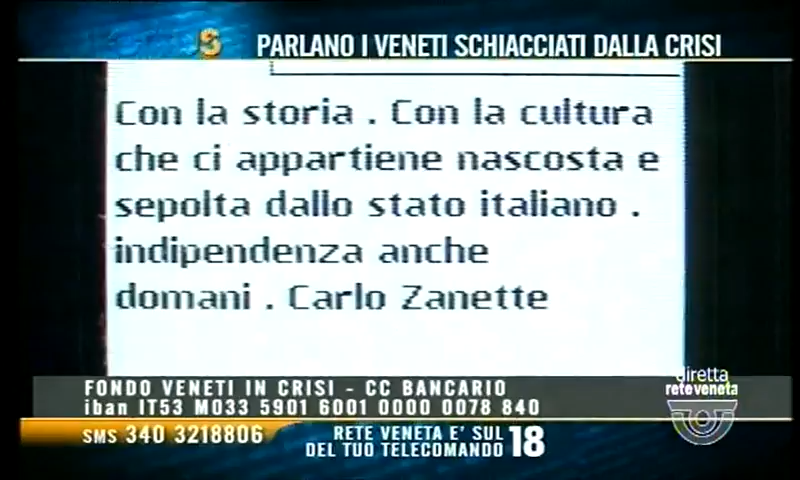 PARLANO I VENETI SCHIACCIATI DALLA CRISI
Con la storia . Con la cultura
che ci appartiene nascosta e
sepolta dallo stato italiano .
indipendenza anche
domani . Carlo Zanette
FONDO VENETI IN CRISI - CC BANCARIO
iban IT53 M033 5901 6001 0000 0078 840
diretta
reteveneta
SMS 340 3218806
RETE VENETA E' SUL 18
DEL TUO TELECOMANDO